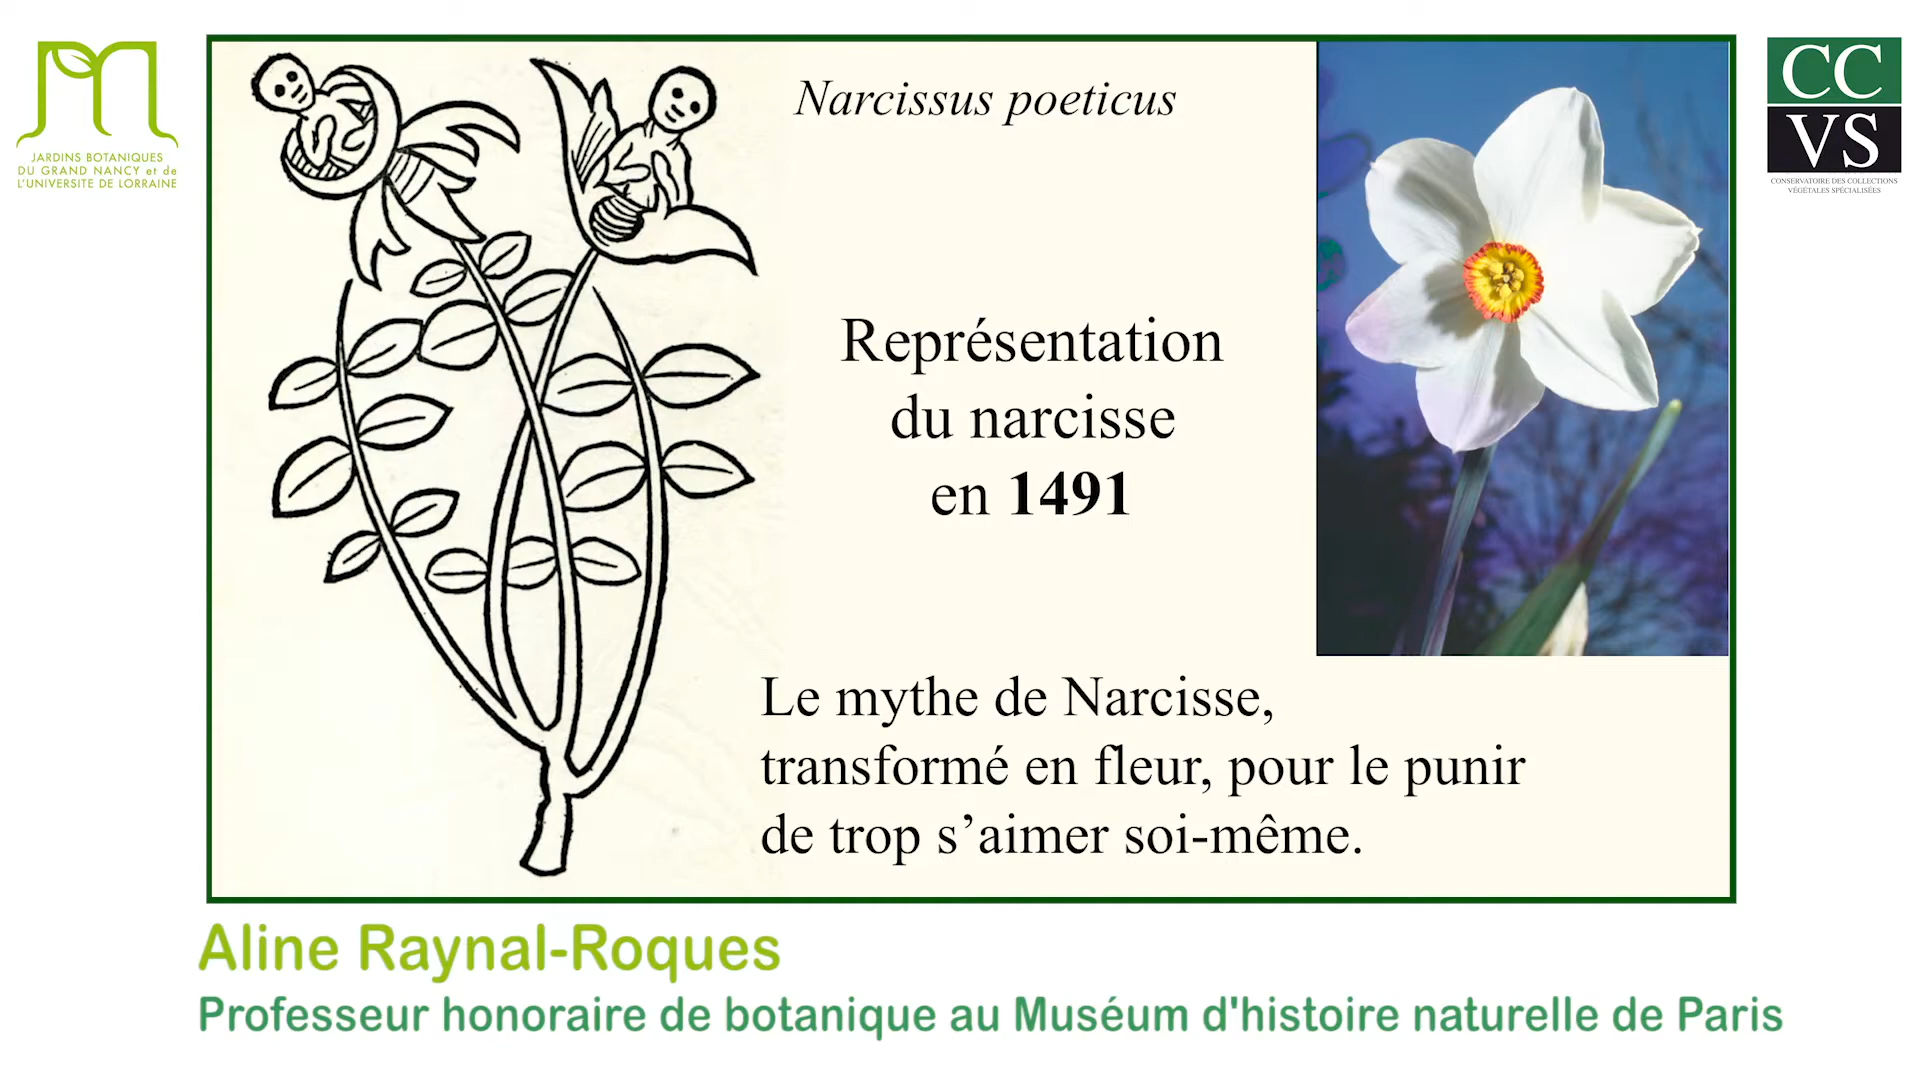 JARDINS BOTANIQUES
DU GRAND NANCY et de
L'UNIVERSITE DE LORRAINE
Narcissus poeticus
CC
VS
CONSERVATOIRE DES COLLECTIONS
VÉGÉTALES SPÉCIALISÉES
Représentation
du narcisse
en 1491
Le mythe de Narcisse,
transformé en fleur, pour le punir
de trop s’aimer soi-même.
Aline Raynal-Roques
Professeur honoraire de botanique au Muséum d'histoire naturelle de Paris